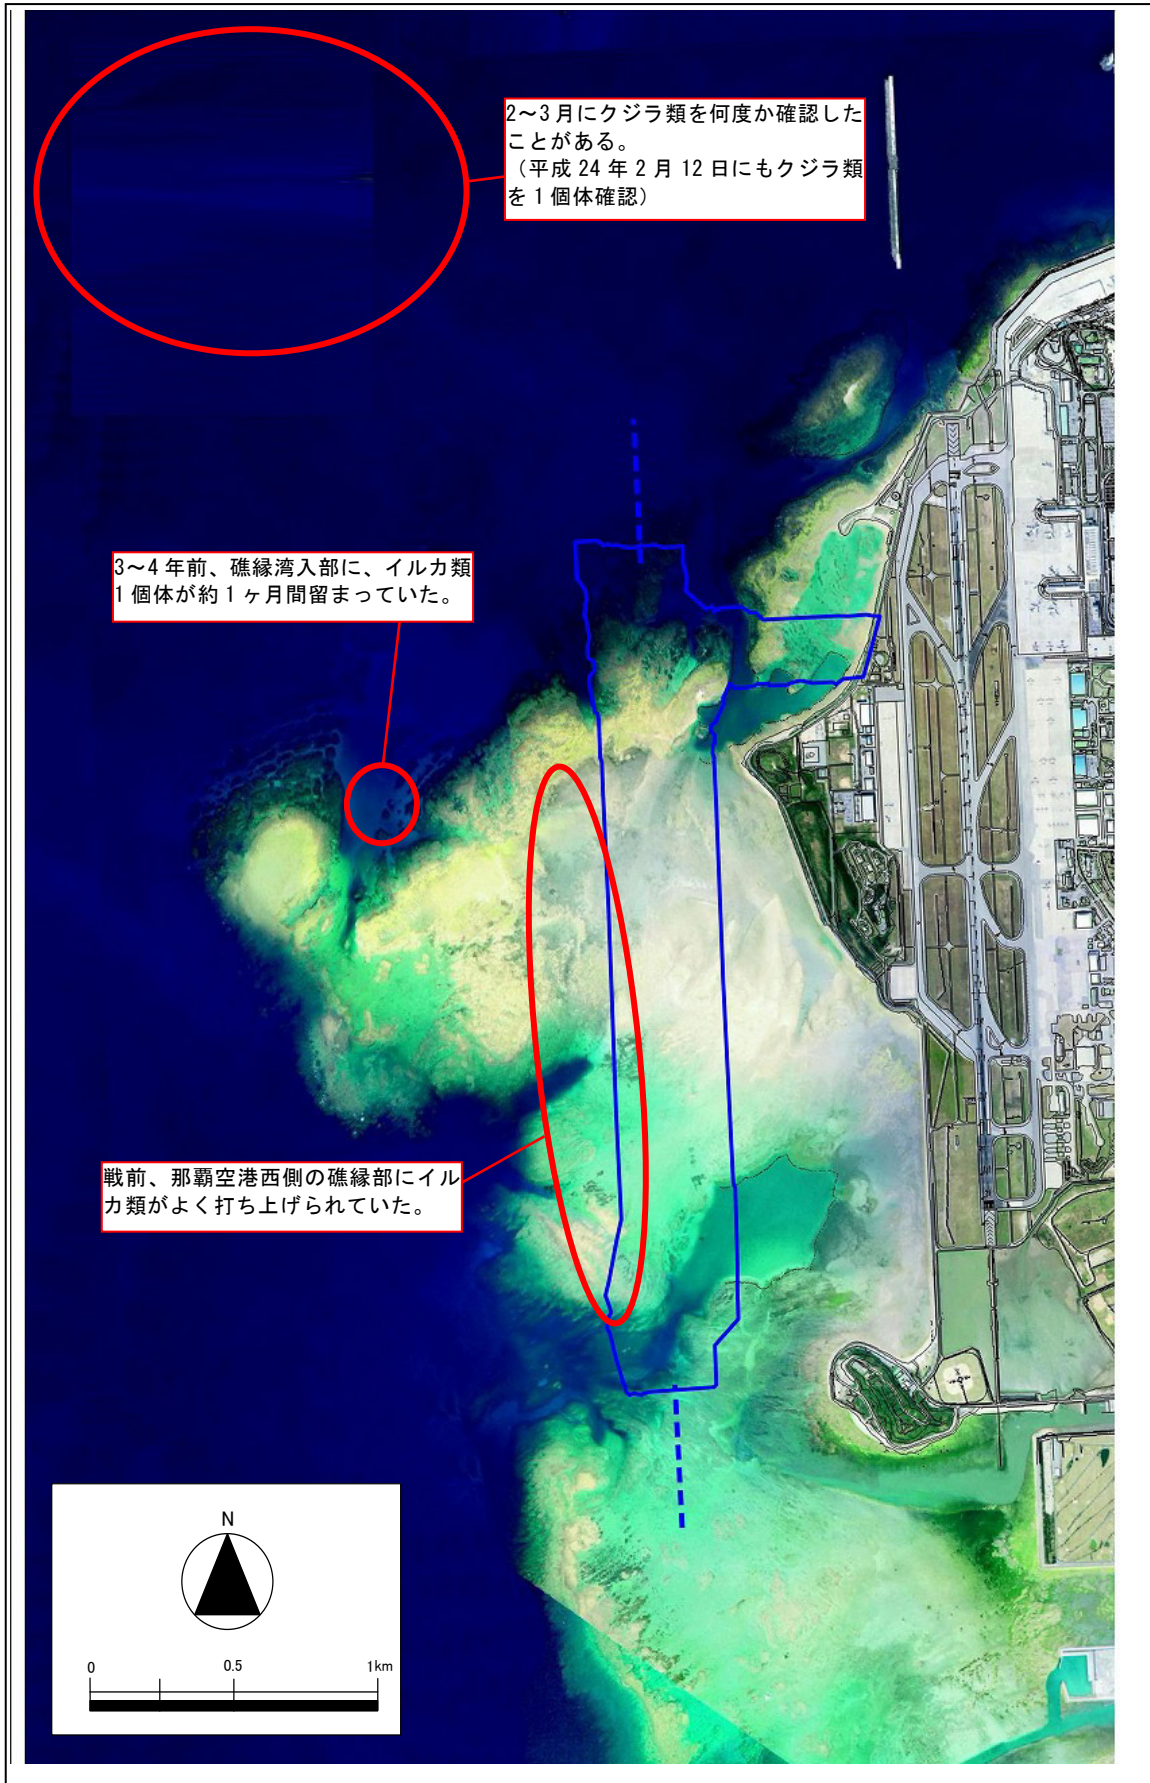 2～3月にクジラ類を何度か確認した
ことがある。
（平成 24 年 2 月 12 日にもクジラ類
を 1 個体確認）
3～4 年前、礁縁湾入部に、イルカ類
1 個体が約 1 ヶ月間留まっていた。
戦前、那覇空港西側の礁縁部にイル
カ類がよく打ち上げられていた。
N
0 0.5 1km